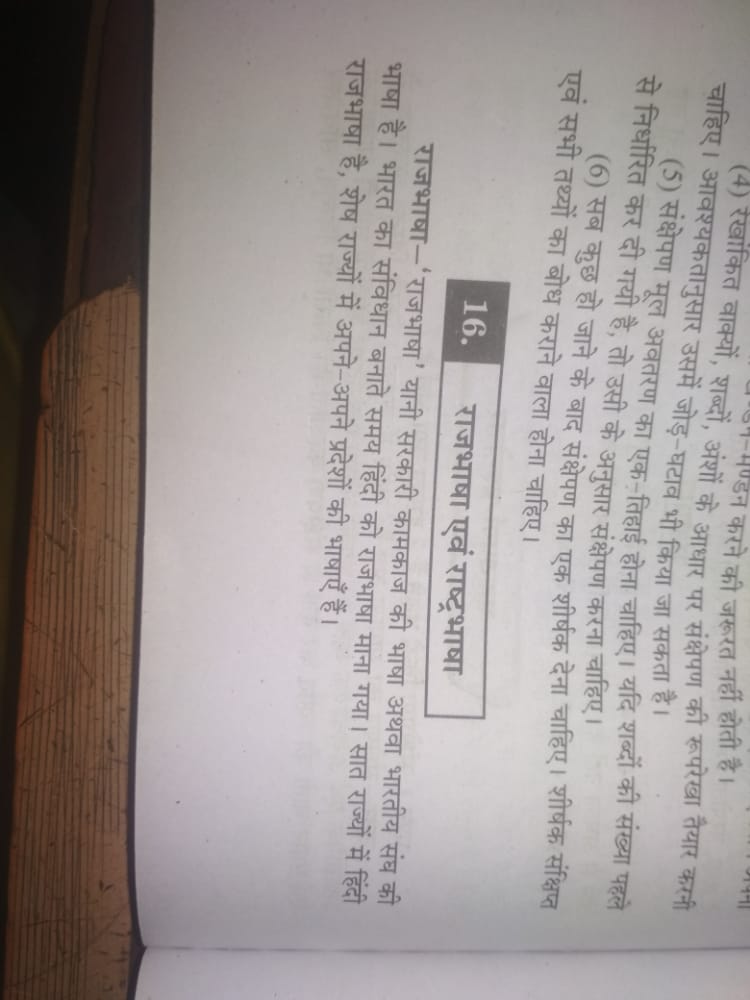 खण्डन-मण्डन करने की जरूरत नहीं होती है।
(4) रेखांकित वाक्यों, शब्दों, अंशों के आधार पर संक्षेपण की रूपरेखा तैयार करनी
चाहिए। आवश्यकतानुसार उसमें जोड़-घटाव भी किया जा सकता है।
(5) संक्षेपण मूल अवतरण का एक-तिहाई होना चाहिए। यदि शब्दों की संख्या पहले
से निर्धारित कर दी गयी है, तो उसी के अनुसार संक्षेपण करना चाहिए।
(6) सब कुछ हो जाने के बाद संक्षेपण का एक शीर्षक देना चाहिए। शीर्षक संक्षिप्त
एवं सभी तथ्यों का बोध कराने वाला होना चाहिए।
16. राजभाषा एवं राष्ट्रभाषा
राजभाषा—‘राजभाषा’ यानी सरकारी कामकाज की भाषा अथवा भारतीय संघ की
भाषा है। भारत का संविधान बनाते समय हिंदी को राजभाषा माना गया। सात राज्यों में हिंदी
राजभाषा है, शेष राज्यों में अपने-अपने प्रदेशों की भाषाएँ हैं।